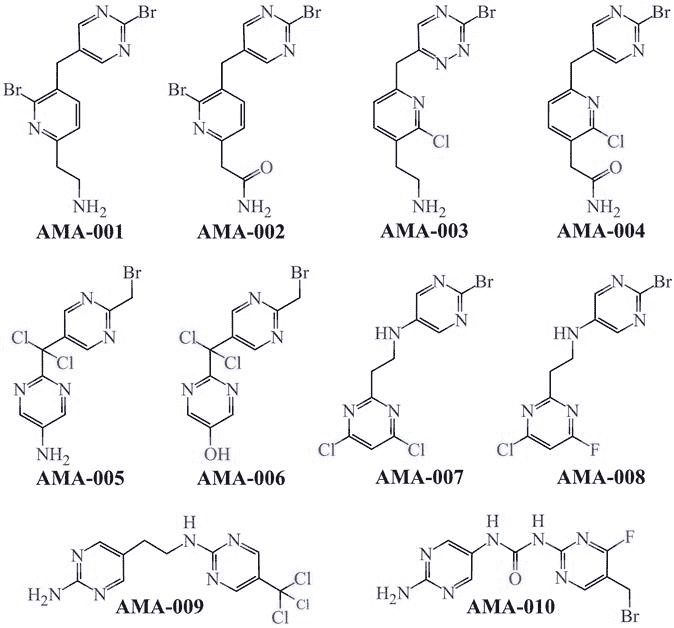 N Br N Br N Br N Br
N N N N
N
Br Br N N
N N Cl Cl
O O
NH2 NH2 NH2 NH2
AMA-001 AMA-002 AMA-003 AMA-004
Br Br N Br N Br
N N
N N N N
Cl Cl HN HN
Cl Cl
N N N N N N N N
NH2 OH Cl Cl Cl F
AMA-005 AMA-006 AMA-007 AMA-008
H H H F
N N N N N N
N N N N
H2N N N Cl H2N N O
Cl
Cl
AMA-009 AMA-010
Br